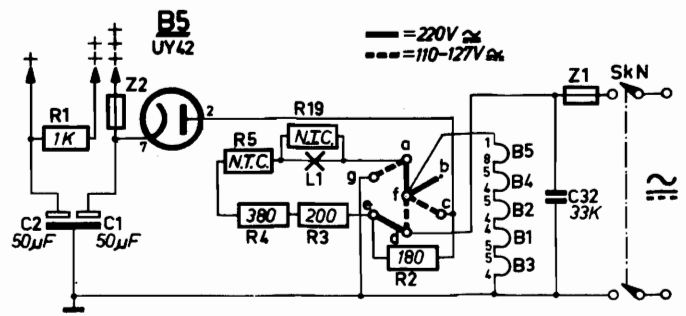 B5
UY42
= 220V
= 110-127V
+
++
+++
Z2
R1
1K
7
2
R19
N.T.C.
R5
N.T.C.
L1
a
b
g
f
c
e
d
380
200
R4
R3
180
R2
1
8
5
4
5
4
4
5
5
4
B5
B4
B2
B1
B3
Z1
SkN
C32
33K
C2
50µF
C1
50µF